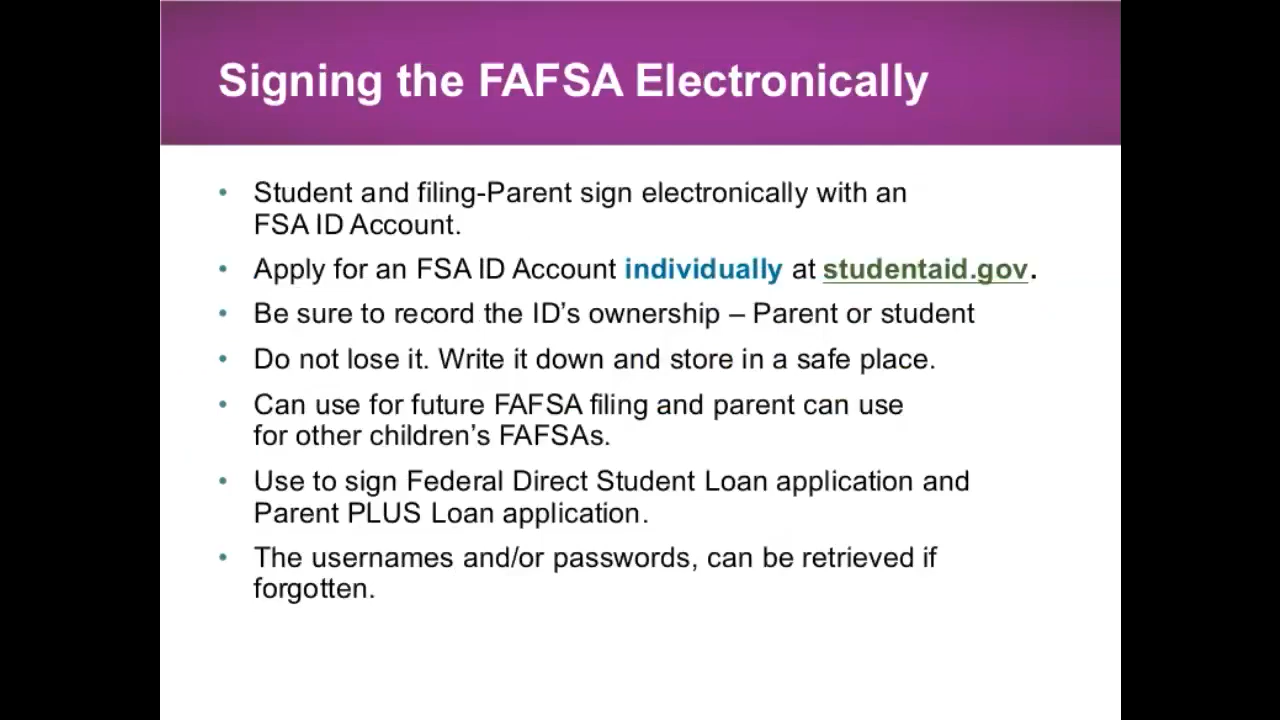 Signing the FAFSA Electronically
• Student and filing-Parent sign electronically with an
FSA ID Account.
• Apply for an FSA ID Account individually at studentaid.gov.
• Be sure to record the ID’s ownership – Parent or student
• Do not lose it. Write it down and store in a safe place.
• Can use for future FAFSA filing and parent can use
for other children’s FAFSAs.
• Use to sign Federal Direct Student Loan application and
Parent PLUS Loan application.
• The usernames and/or passwords, can be retrieved if
forgotten.